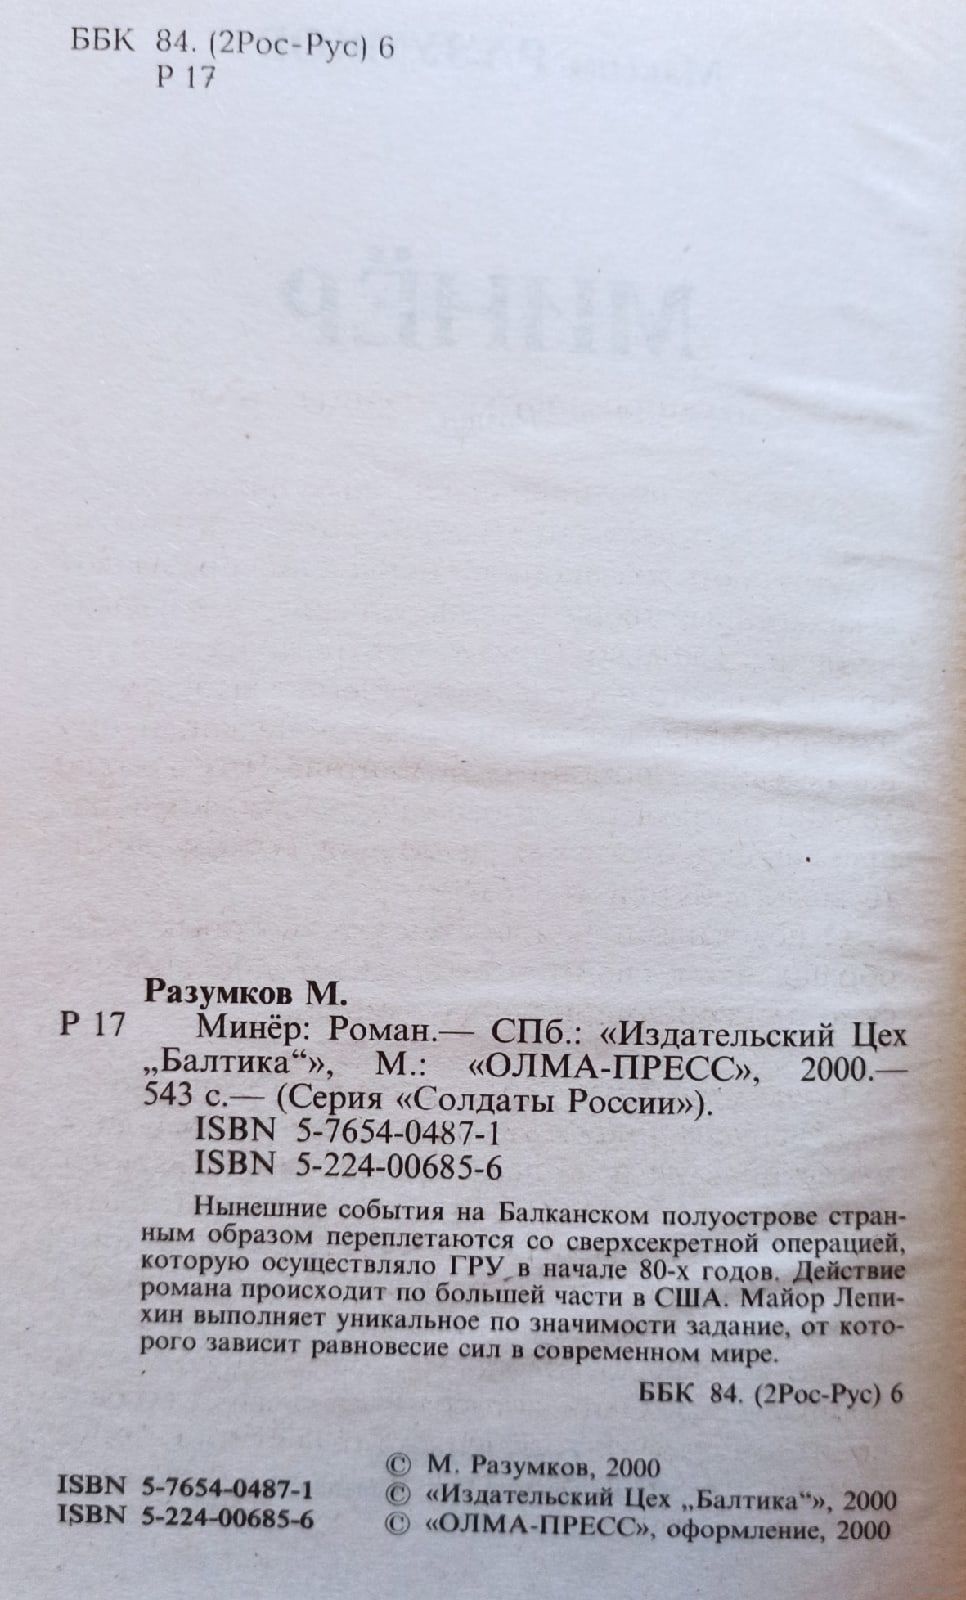 ББК 84. (2Рос-Рус) 6
Р 17
МИНЁР
Разумков М.
Р 17 Минёр: Роман.— СПб.: «Издательский Цех
„Балтика“», М.: «ОЛМА-ПРЕСС», 2000.—
543 с.— (Серия «Солдаты России»).
ISBN 5-7654-0487-1
ISBN 5-224-00685-6
Нынешние события на Балканском полуострове стран-
ным образом переплетаются со сверхсекретной операцией,
которую осуществляло ГРУ в начале 80-х годов. Действие
романа происходит по большей части в США. Майор Лепи-
хин выполняет уникальное по значимости задание, от кото-
рого зависит равновесие сил в современном мире.
ББК 84. (2Рос-Рус) 6
ISBN 5-7654-0487-1
ISBN 5-224-00685-6
© М. Разумков, 2000
© «Издательский Цех „Балтика“», 2000
© «ОЛМА-ПРЕСС», оформление, 2000